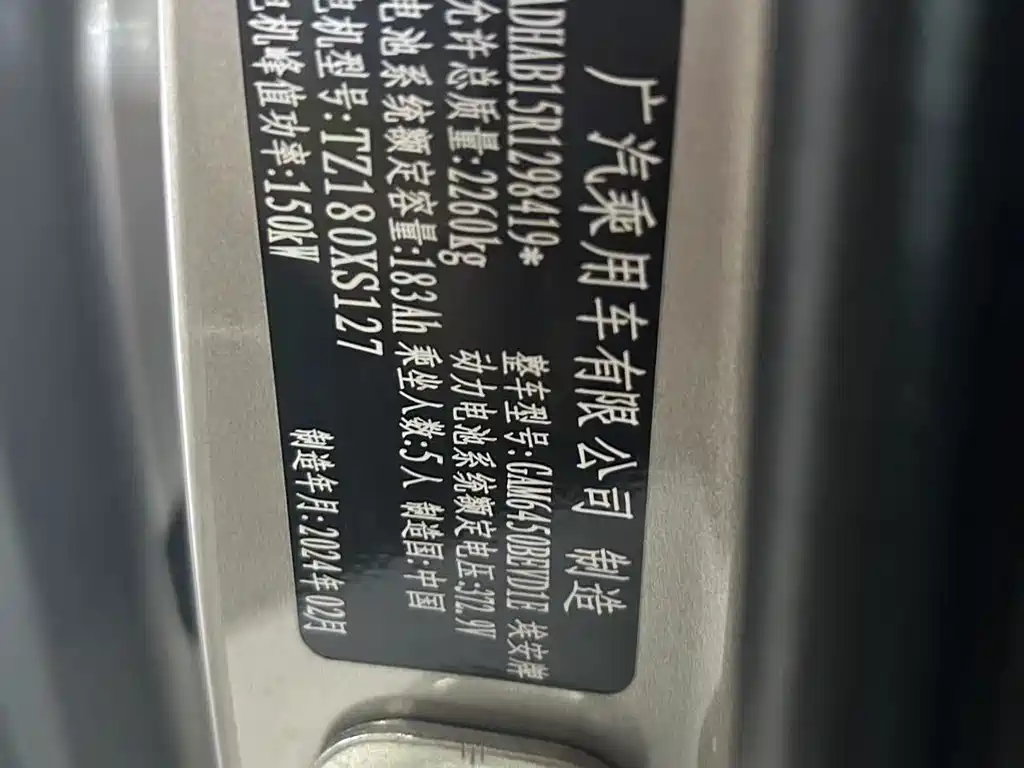 广汽乘用车有限公司 制造
ADHAB15R1298419* 整车型号:GAM6450BEVD1E 埃安牌
允许总质量:2260kg 动力电池系统额定电压:372.9V
电池系统额定容量:183Ah 乘坐人数:5人 制造国:中国
电机型号:TZ180XS127
电机峰值功率:150kW 制造年月:2024年02月